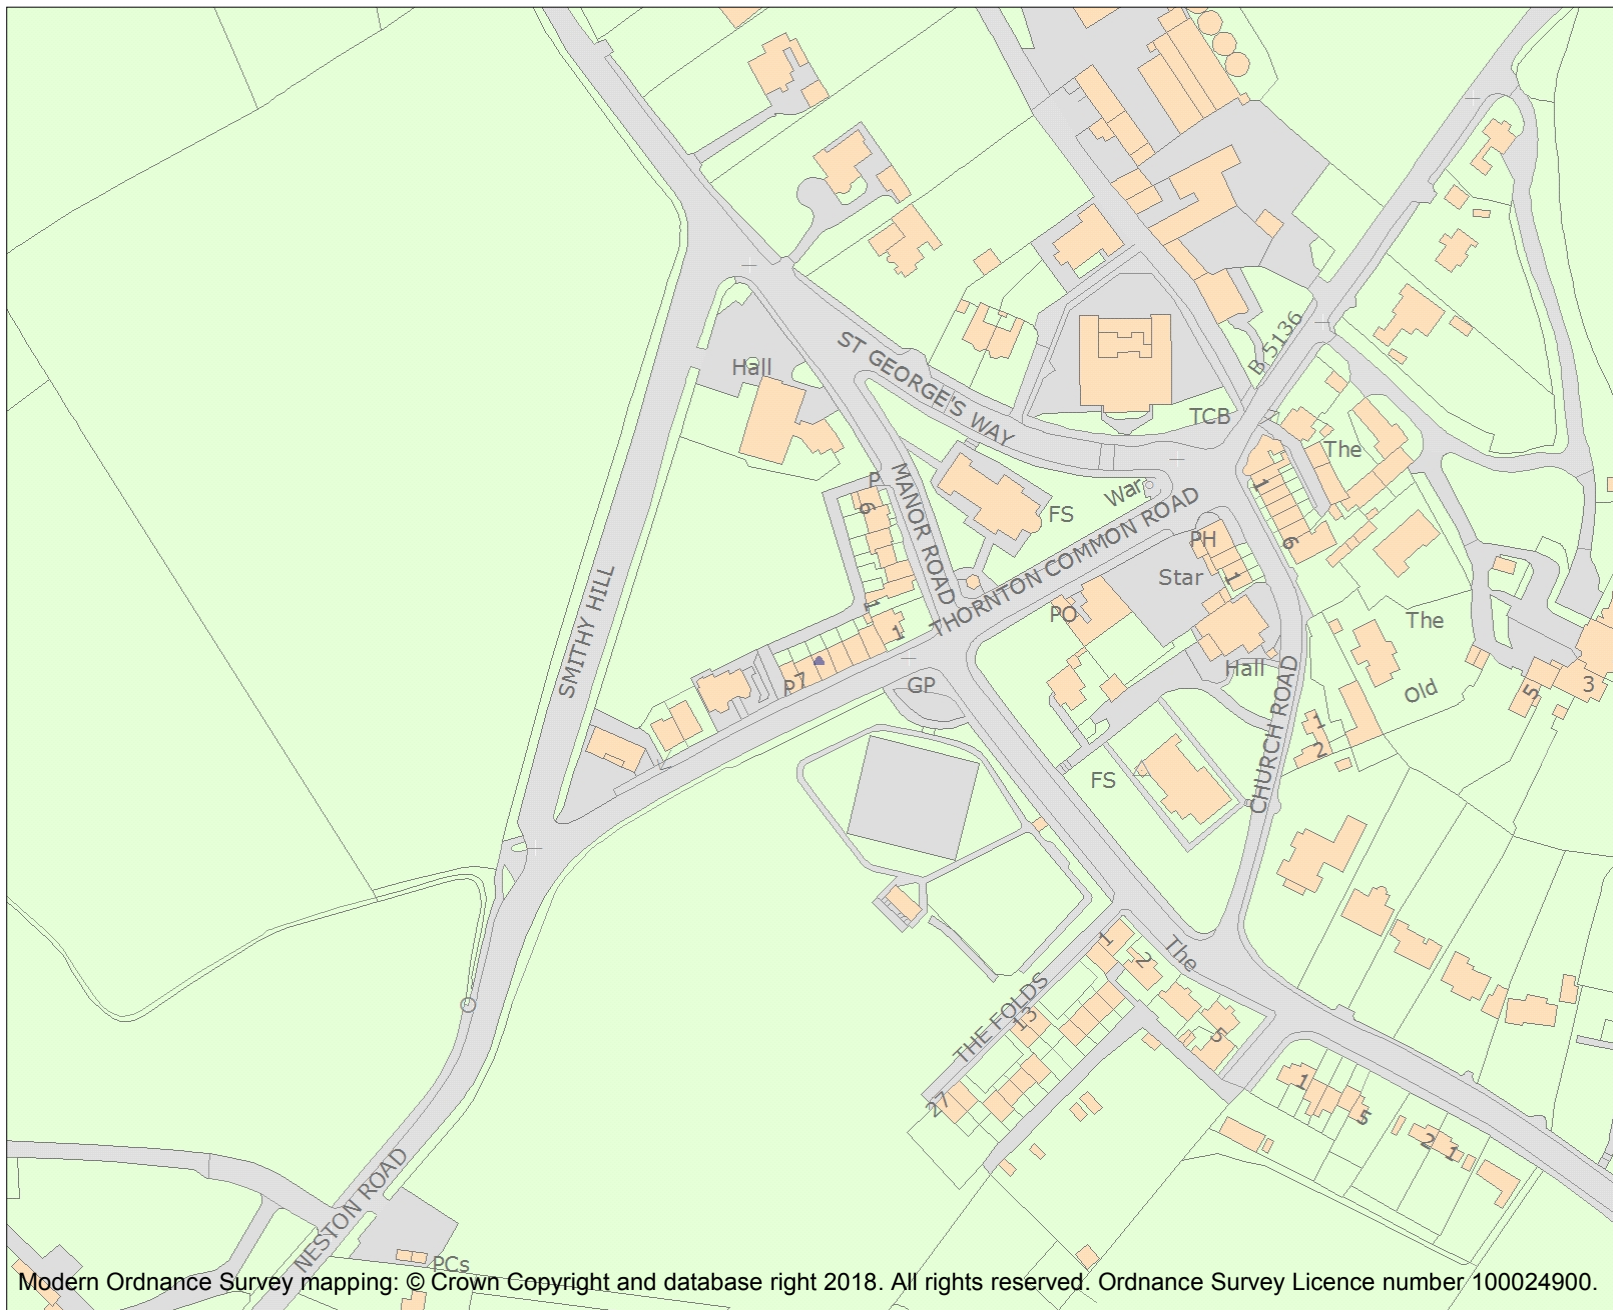 Hall
ST GEORGE'S WAY
B 5136
TCB
The
P
6
MANOR ROAD
FS
War
THORNTON COMMON ROAD
1
6
PH
Star
1
PO
1
1
SMITHY HILL
P7
GP
Hall
CHURCH ROAD
The
Old
5
3
1
2
FS
The
1
2
THE FOLDS
13
5
27
1
5
2
1
NESTON ROAD
PCs
Modern Ordnance Survey mapping: © Crown Copyright and database right 2018. All rights reserved. Ordnance Survey Licence number 100024900.